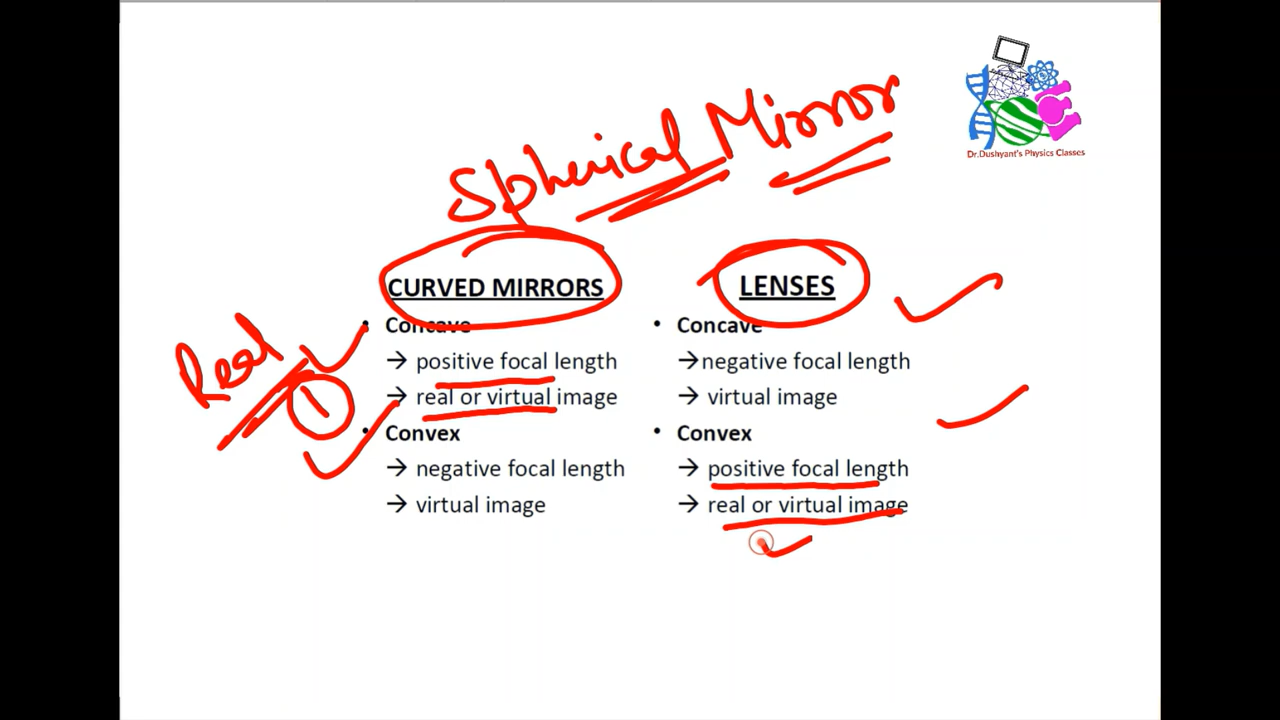 Dr.Dushyant's Physics Classes
Spherical Mirror
CURVED MIRRORS
• Concave
→ positive focal length
→ real or virtual image
• Convex
→ negative focal length
→ virtual image
Real
1
LENSES
• Concave
→negative focal length
→ virtual image
• Convex
→ positive focal length
→ real or virtual image